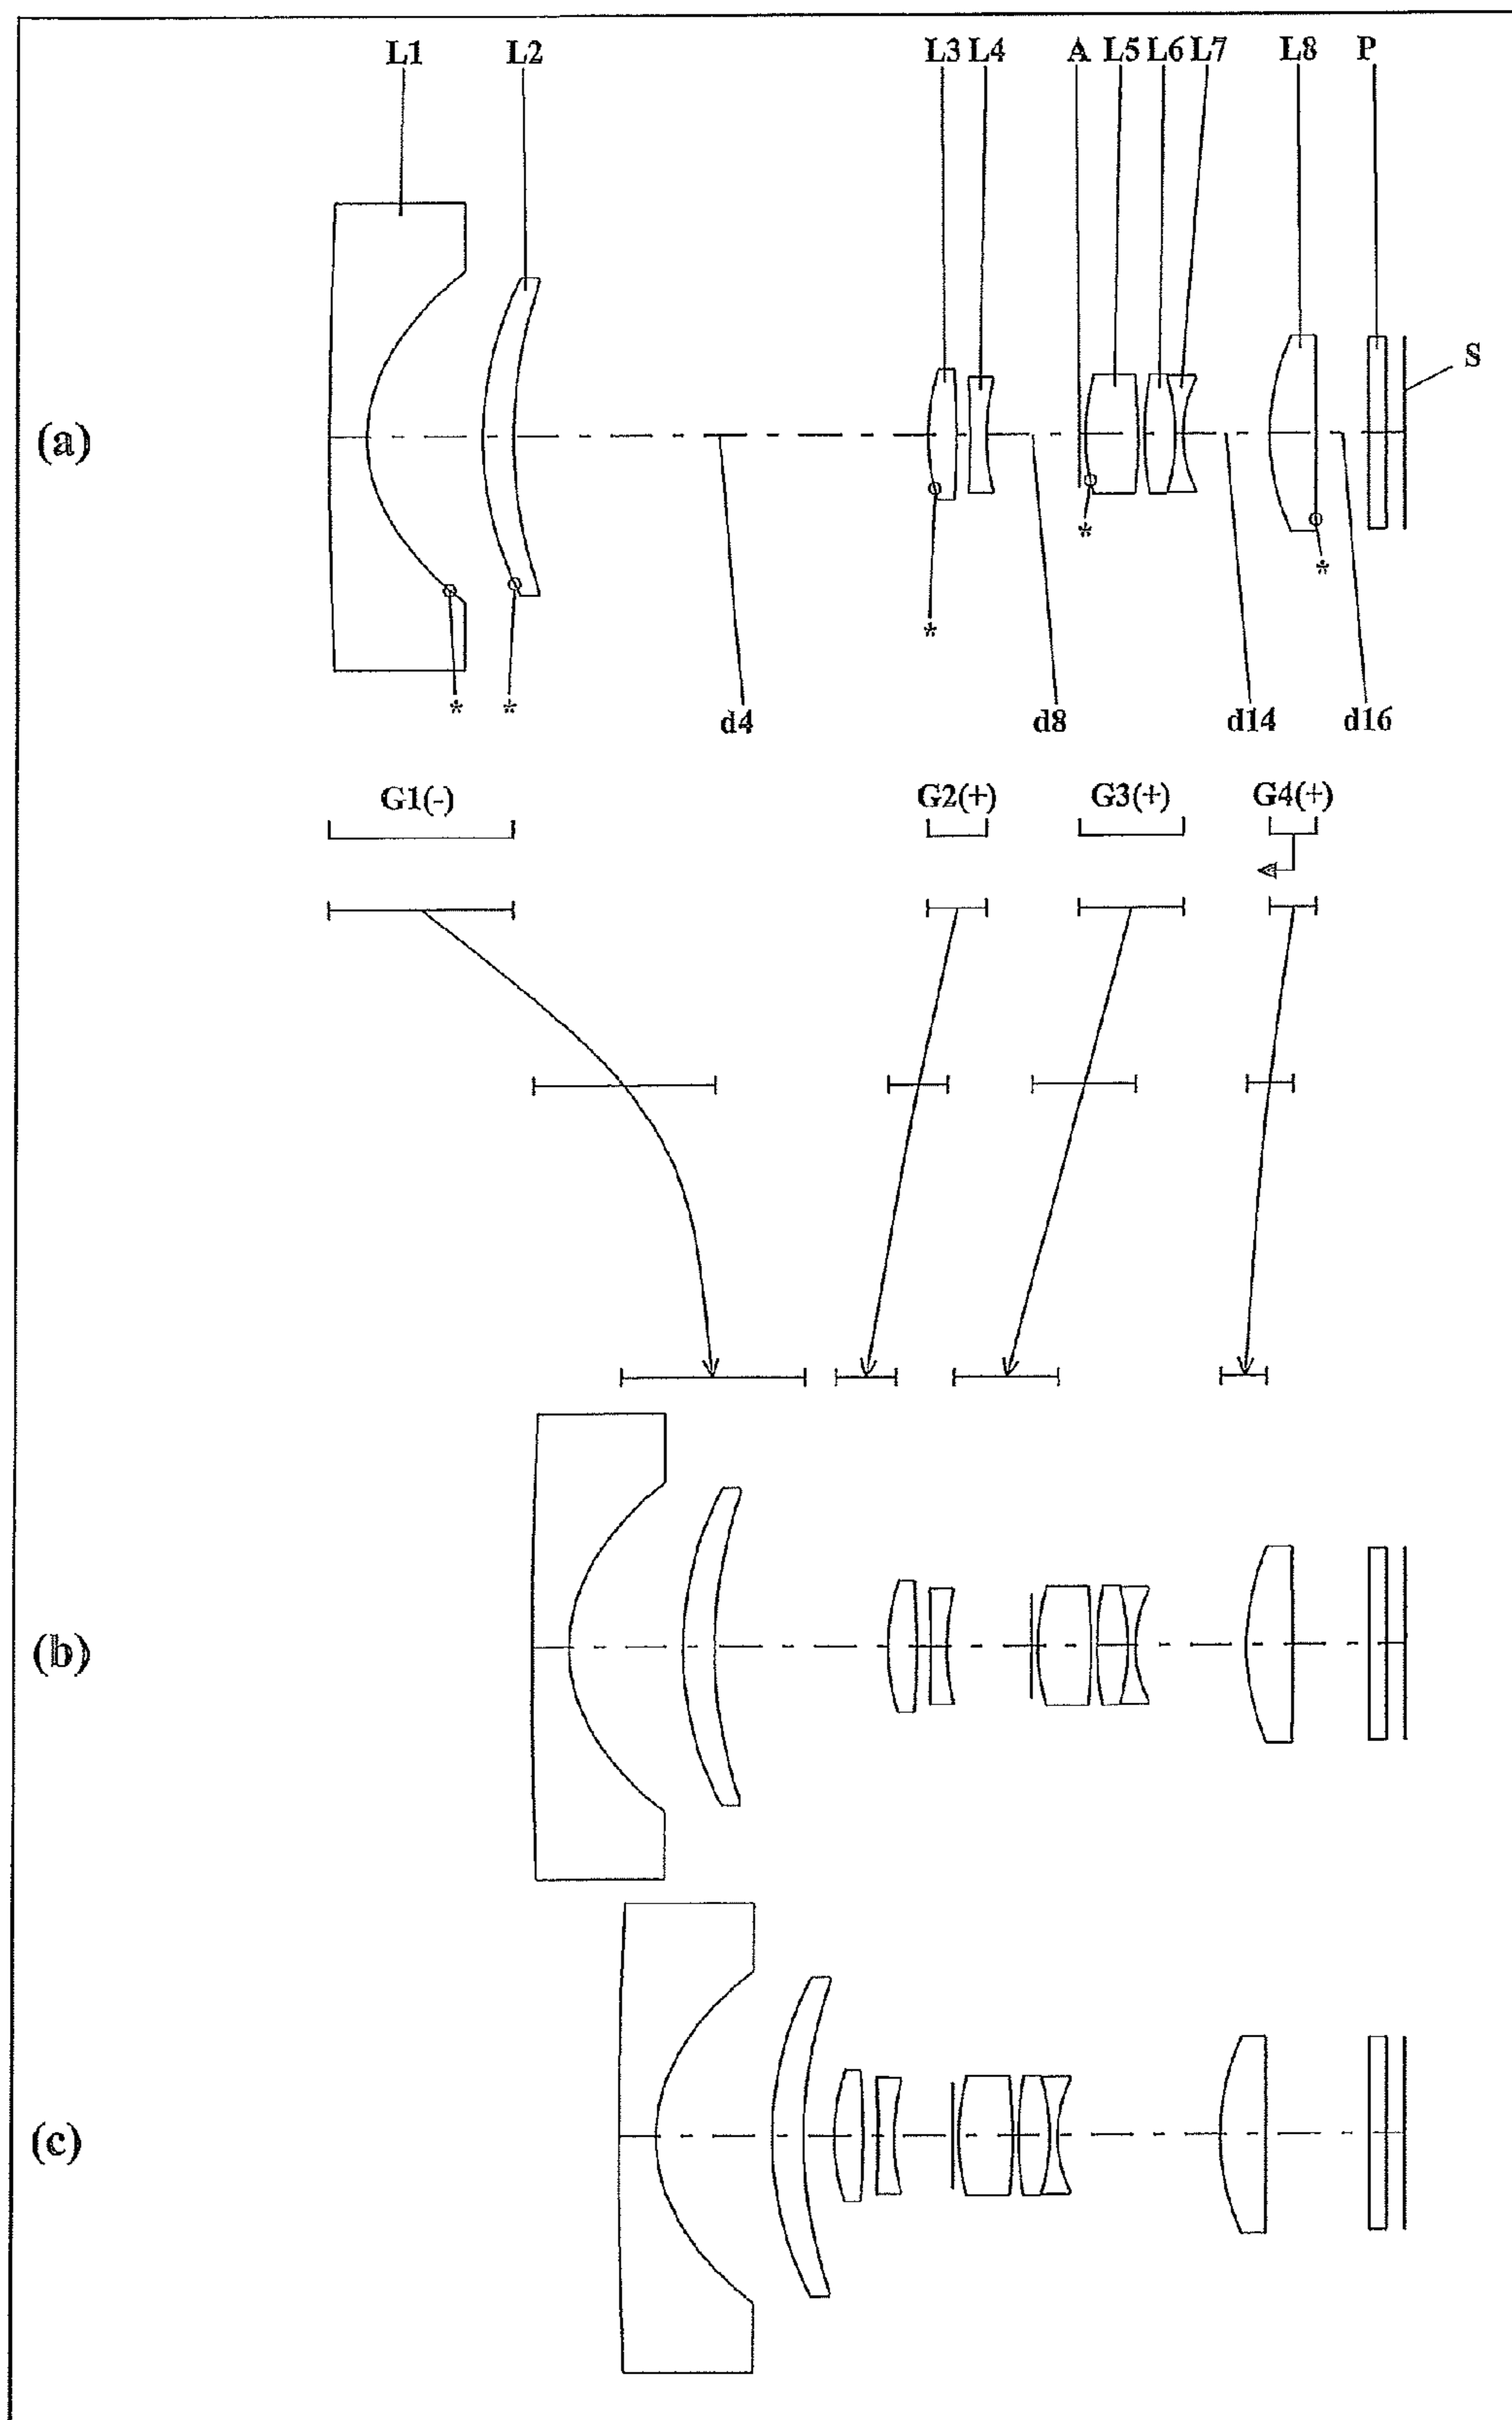 L1 L2 L3 L4 A L5 L6 L7 L8 P
S
(a)
* * * * *
d4 d8 d14 d16
G1(-) G2(+) G3(+) G4(+)
(b)
(c)